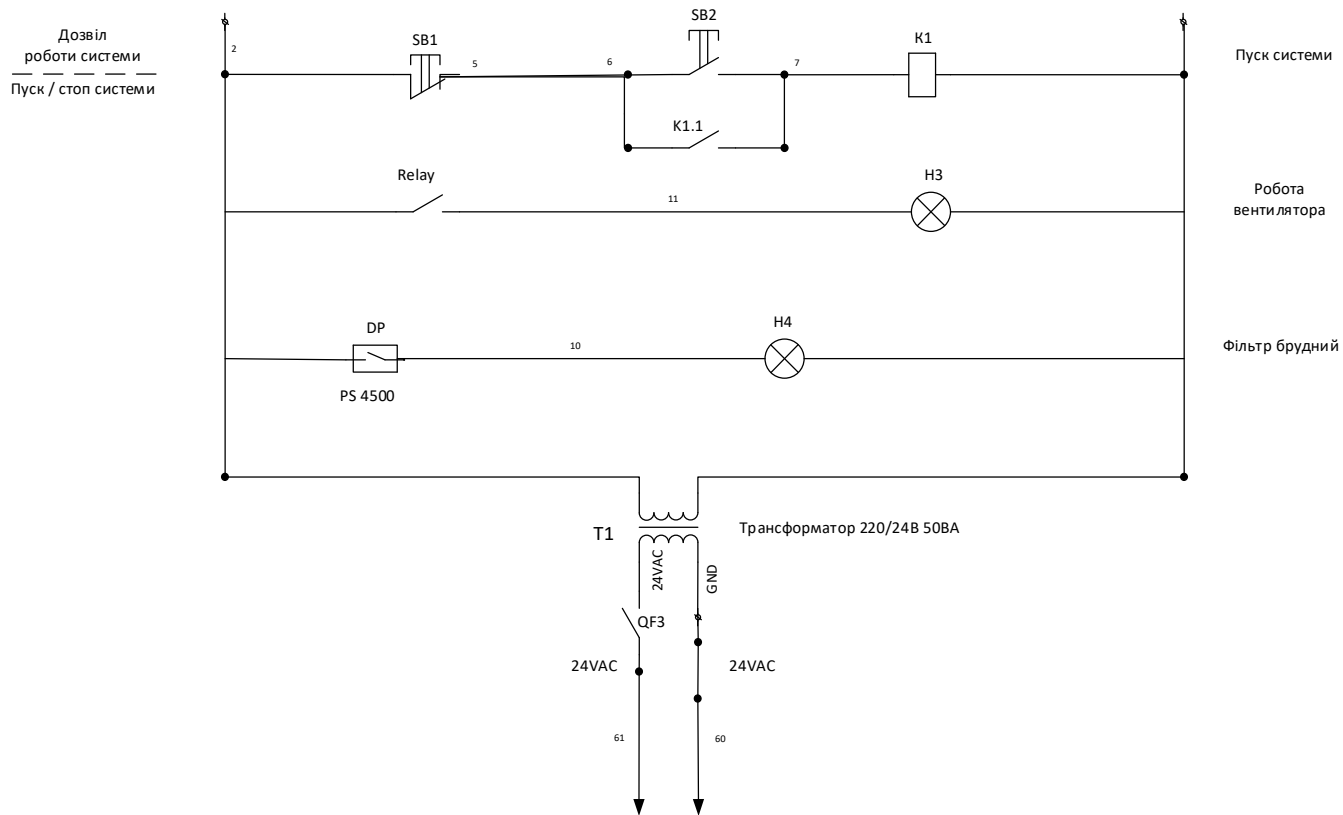 Дозвіл
роботи системи
Пуск / стоп системи
2
SB1
5
6
SB2
7
K1
Пуск системи
K1.1
Relay
11
H3
Робота
вентилятора
DP
PS 4500
10
H4
Фільтр брудний
T1
Трансформатор 220/24В 50ВА
24VAC
GND
QF3
24VAC
24VAC
61
60